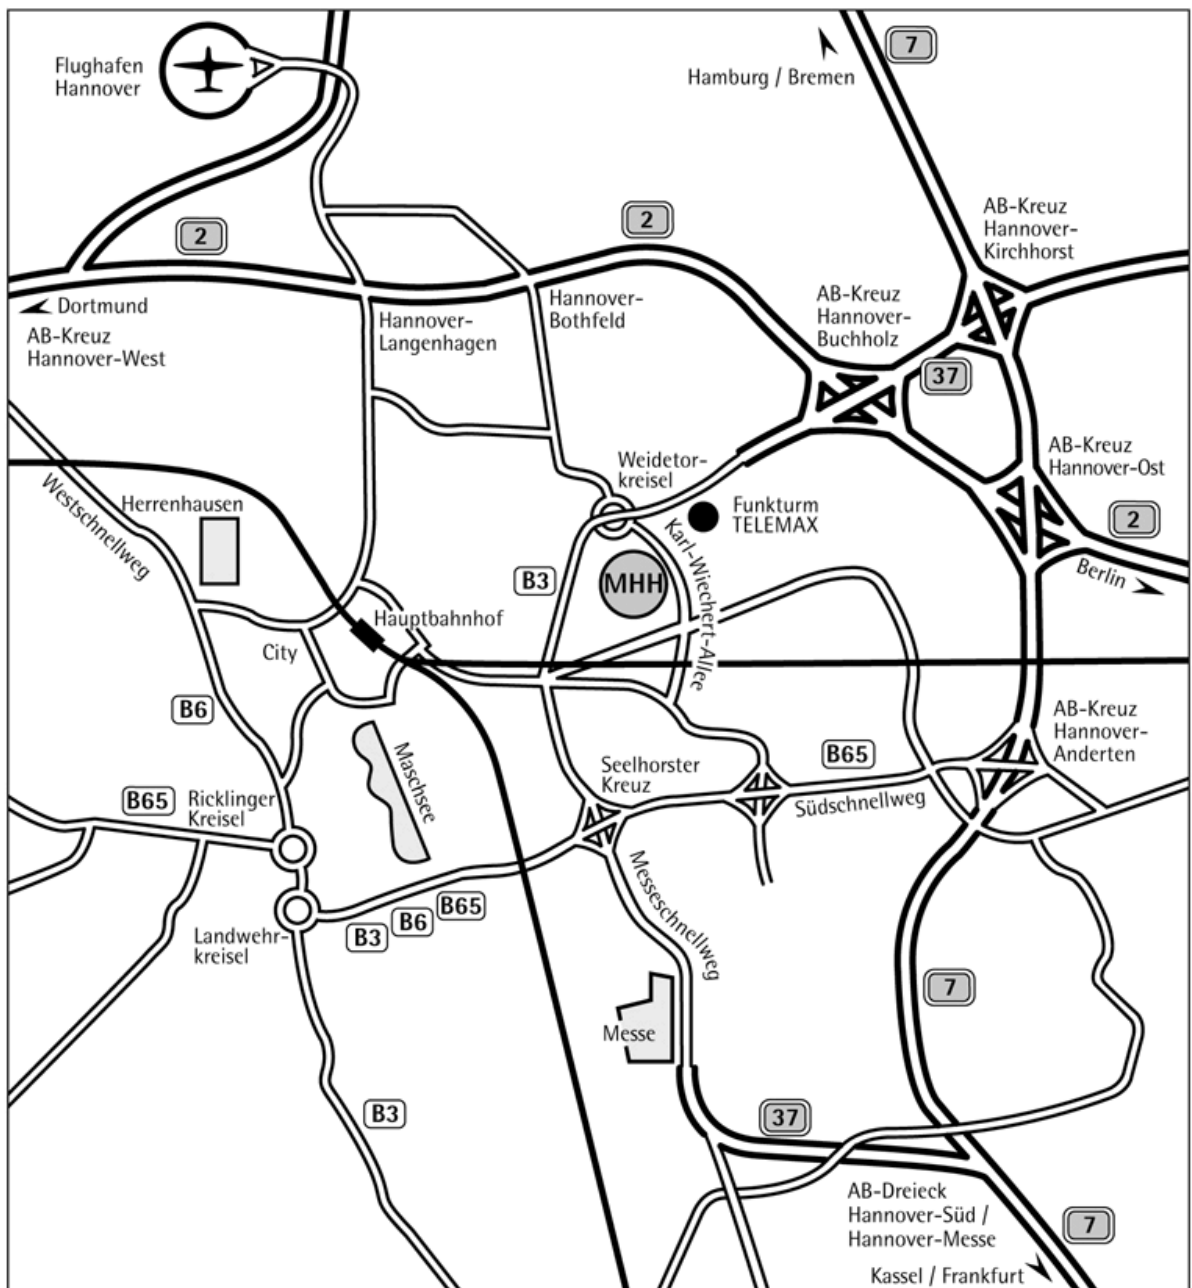 7
Hamburg / Bremen
Flughafen
Hannover
2
2
AB-Kreuz
Hannover-
Kirchhorst
Dortmund
AB-Kreuz
Hannover-West
Hannover-
Langenhagen
Hannover-
Bothfeld
AB-Kreuz
Hannover-
Buchholz
37
AB-Kreuz
Hannover-Ost
2
Berlin
Weidetor-
kreisel
Funkturm
TELEMAX
Westschnellweg
Herrenhausen
B3
MHH
Karl-Wiechert-Allee
Hauptbahnhof
City
B6
Maschsee
AB-Kreuz
Hannover-
Anderten
B65
Seelhorster
Kreuz
Südschnellweg
B65
Ricklinger
Kreisel
B3
B6
B65
Landwehr-
kreisel
Messeschnellweg
Messe
7
B3
37
AB-Dreieck
Hannover-Süd /
Hannover-Messe
7
Kassel / Frankfurt